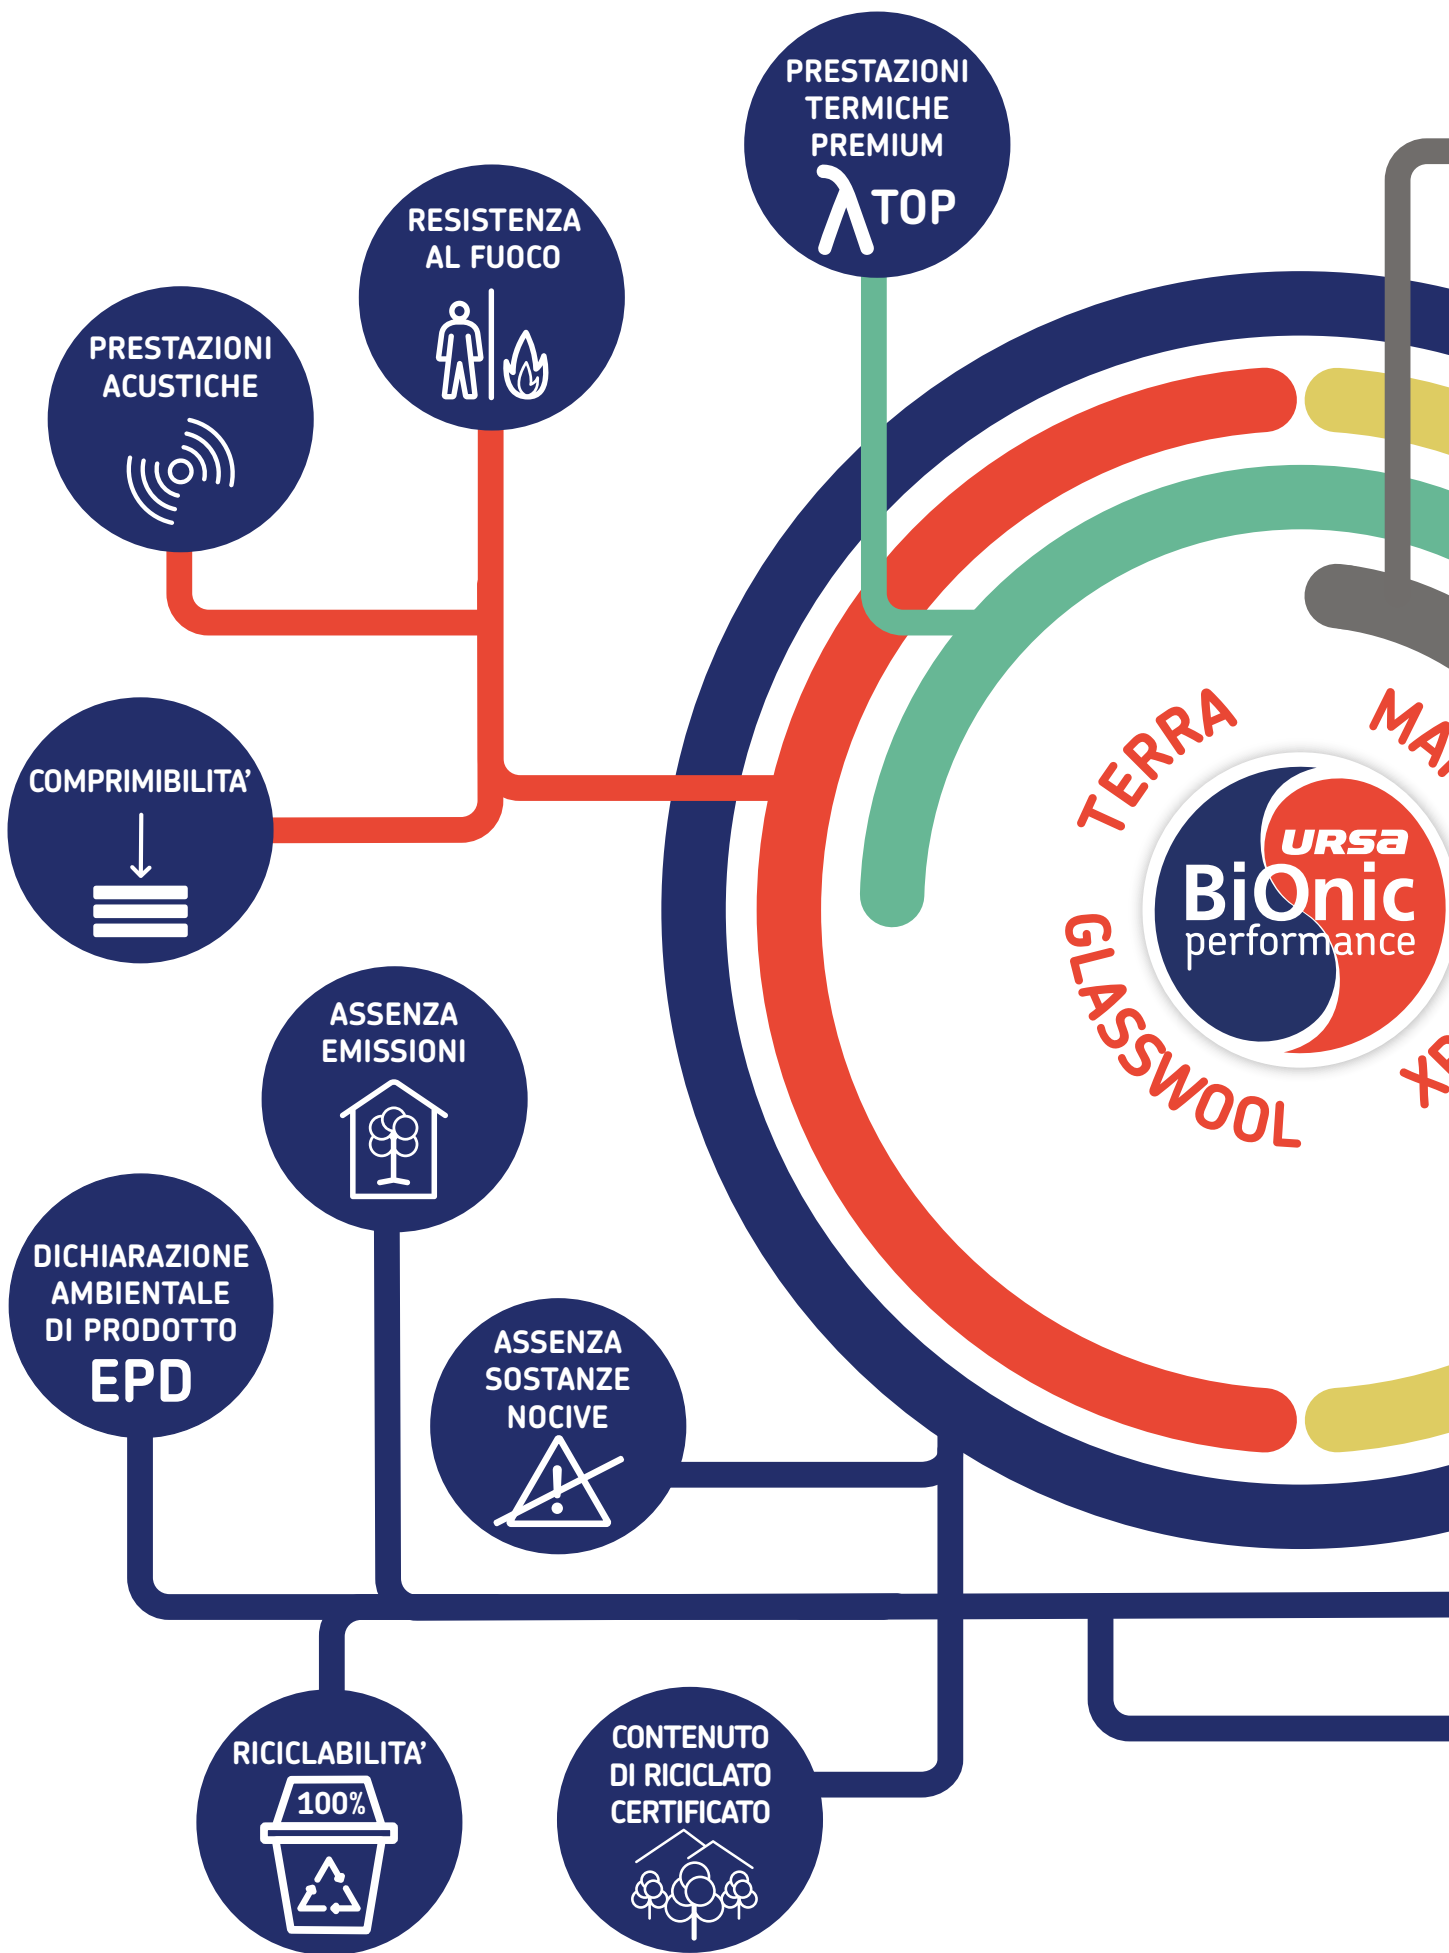 PRESTAZIONI
TERMICHE
PREMIUM
λ TOP
RESISTENZA
AL FUOCO
PRESTAZIONI
ACUSTICHE
COMPRIMIBILITA’
TERRA
URSA
BiOnic
performance
GLASSWOOL
ASSENZA
EMISSIONI
DICHIARAZIONE
AMBIENTALE
DI PRODOTTO
EPD
ASSENZA
SOSTANZE
NOCIVE
RICICLABILITA’
100%
CONTENUTO
DI RICICLATO
CERTIFICATO